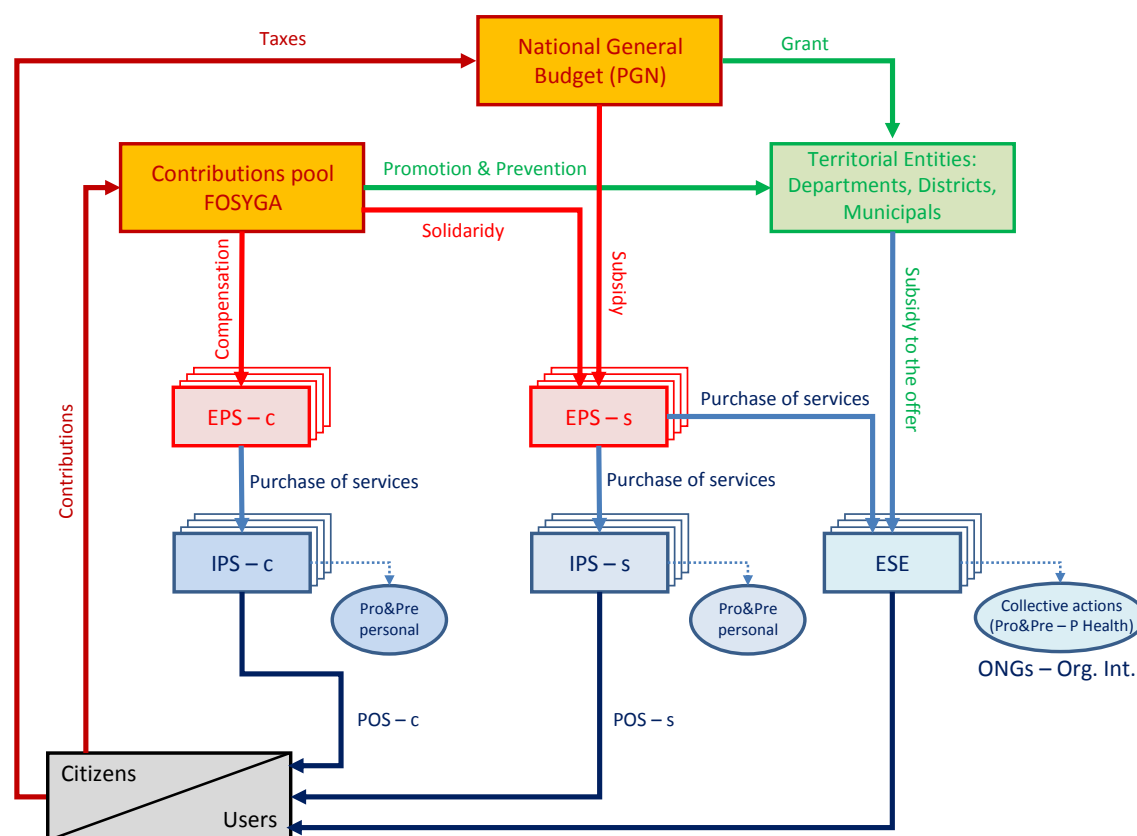 Taxes
National General
Budget (PGN)
Grant
Contributions pool
FOSYGA
Promotion & Prevention
Territorial Entities:
Departments, Districts,
Municipals
Solidaridy
Compensation
Subsidy
Subsidy to the offer
Contributions
EPS – c
EPS – s
Purchase of services
Purchase of services
Purchase of services
IPS – c
IPS – s
ESE
Pro&Pre
personal
Pro&Pre
personal
Collective actions
(Pro&Pre – P Health)
ONGs – Org. Int.
POS – c
POS – s
Citizens
Users